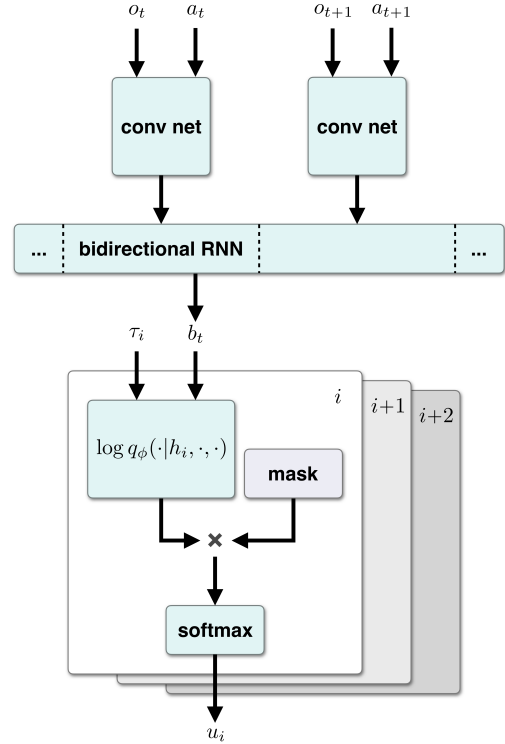 o_t a_t o_{t+1} a_{t+1}
conv net conv net
... bidirectional RNN ...
τ_i b_t
i i+1 i+2
log q_ϕ(·|h_i, ·, ·)
mask
×
softmax
u_i